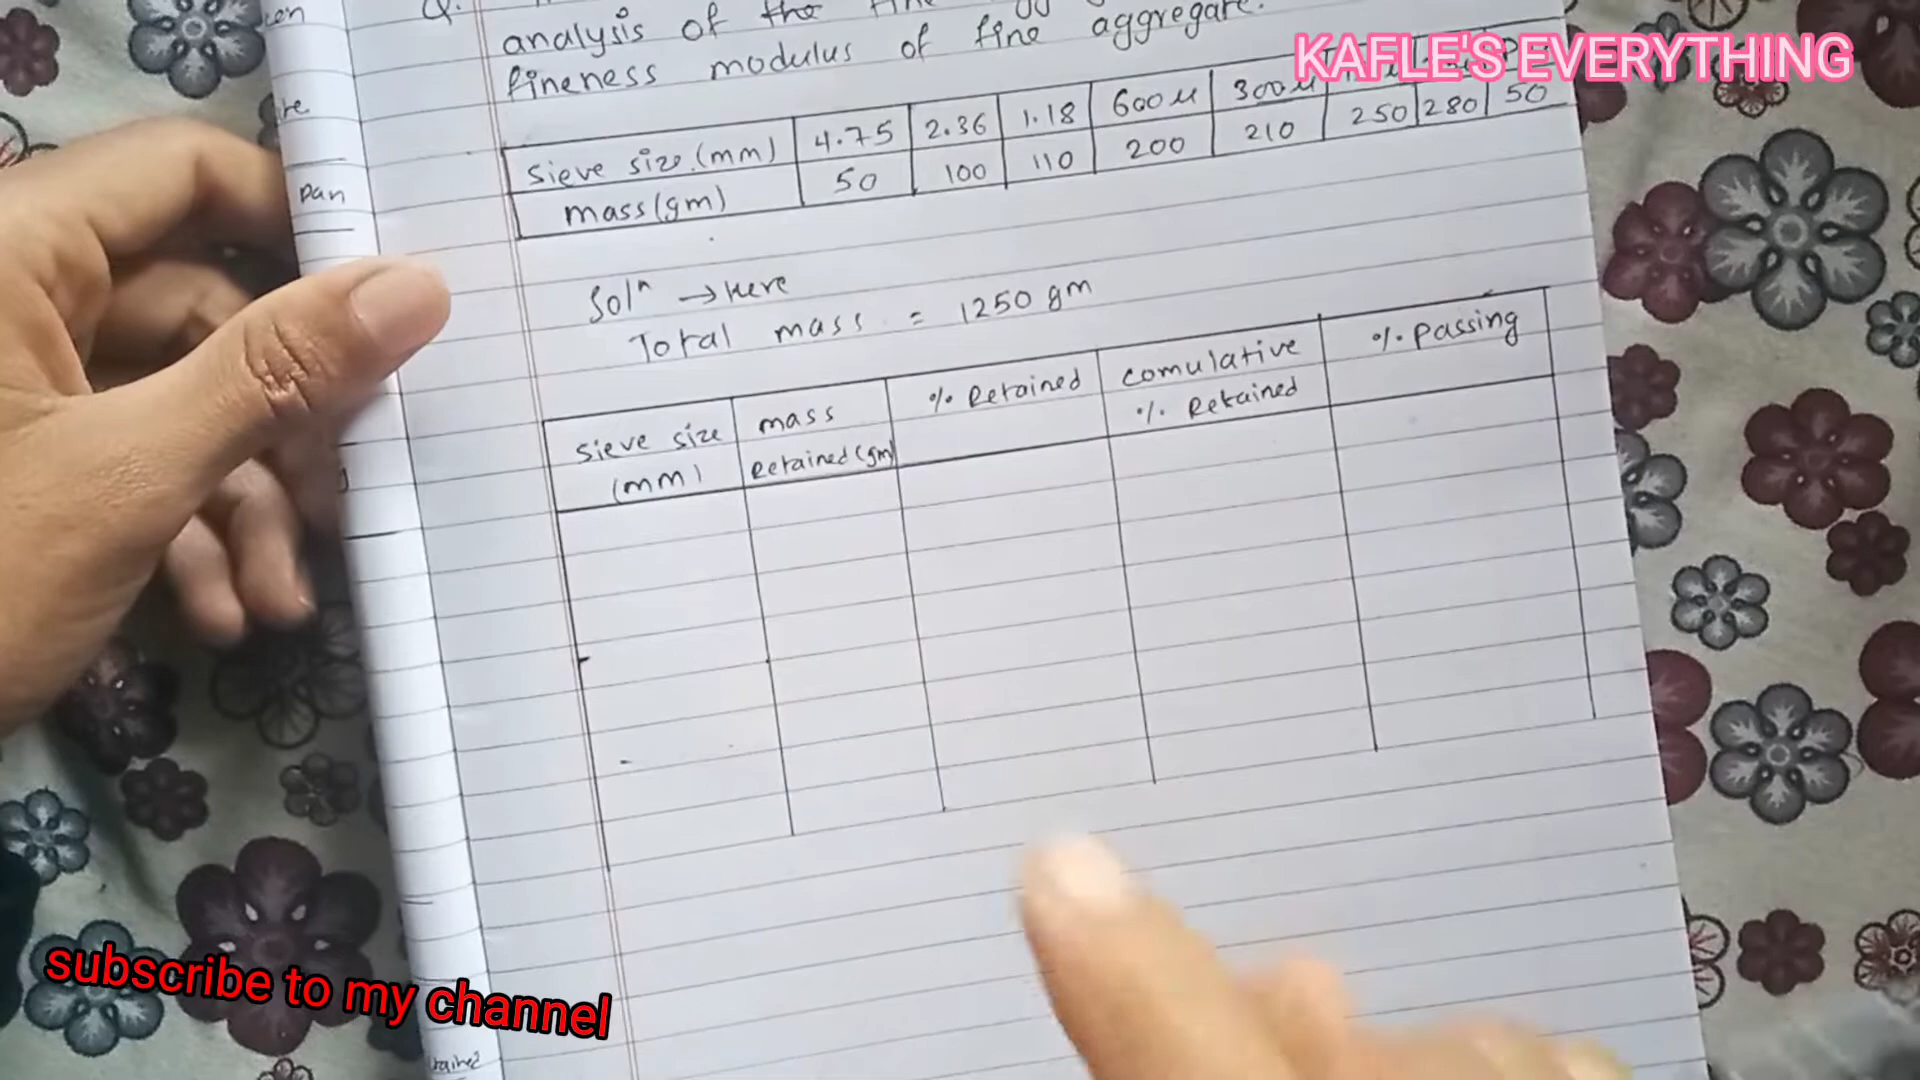 Q.
analysis of the
fineness modulus of fine aggregate.
KAFLE'S EVERYTHING
sieve size (mm) 4.75 2.36 1.18 600μ 300μ
mass(gm) 50 100 110 200 210 250 280 50
Pan
Solⁿ → Here
Total mass = 1250 gm
sieve size mass % Retained comulative % Passing
(mm) Retained(gm) % Retained
subscribe to my channel